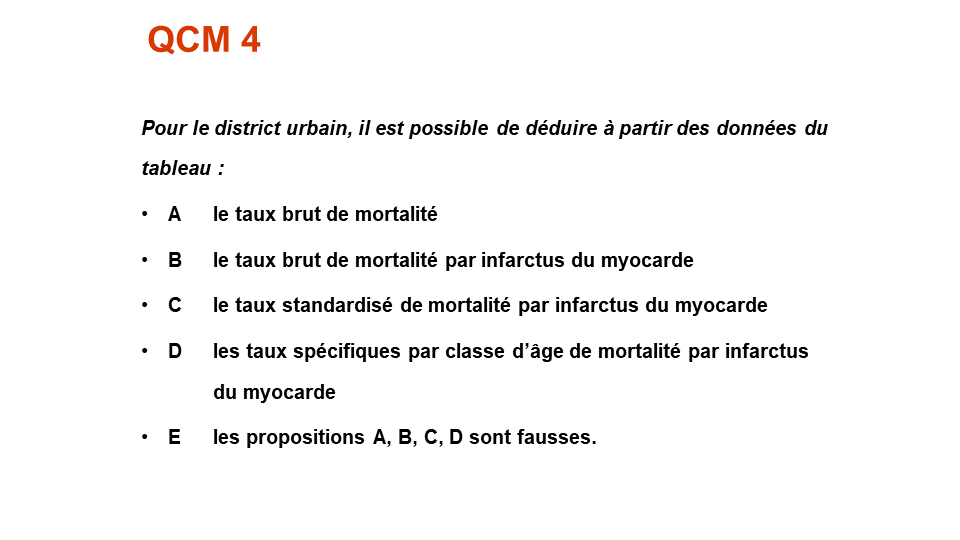 QCM 4
Pour le district urbain, il est possible de déduire à partir des données du
tableau :
• A le taux brut de mortalité
• B le taux brut de mortalité par infarctus du myocarde
• C le taux standardisé de mortalité par infarctus du myocarde
• D les taux spécifiques par classe d’âge de mortalité par infarctus
du myocarde
• E les propositions A, B, C, D sont fausses.